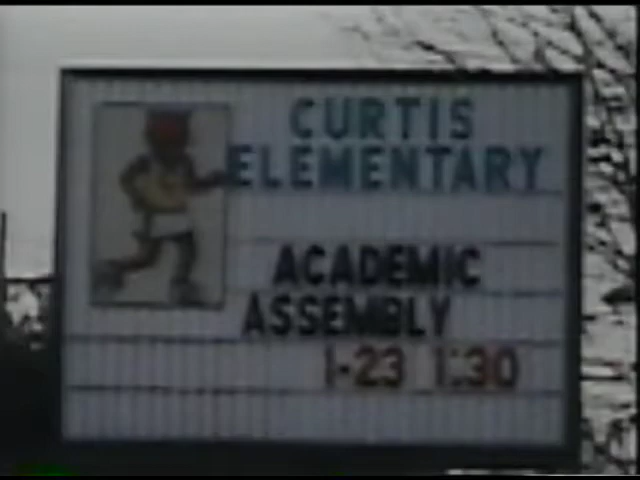 CURTIS
ELEMENTARY
ACADEMIC
ASSEMBLY
1-23 1:30